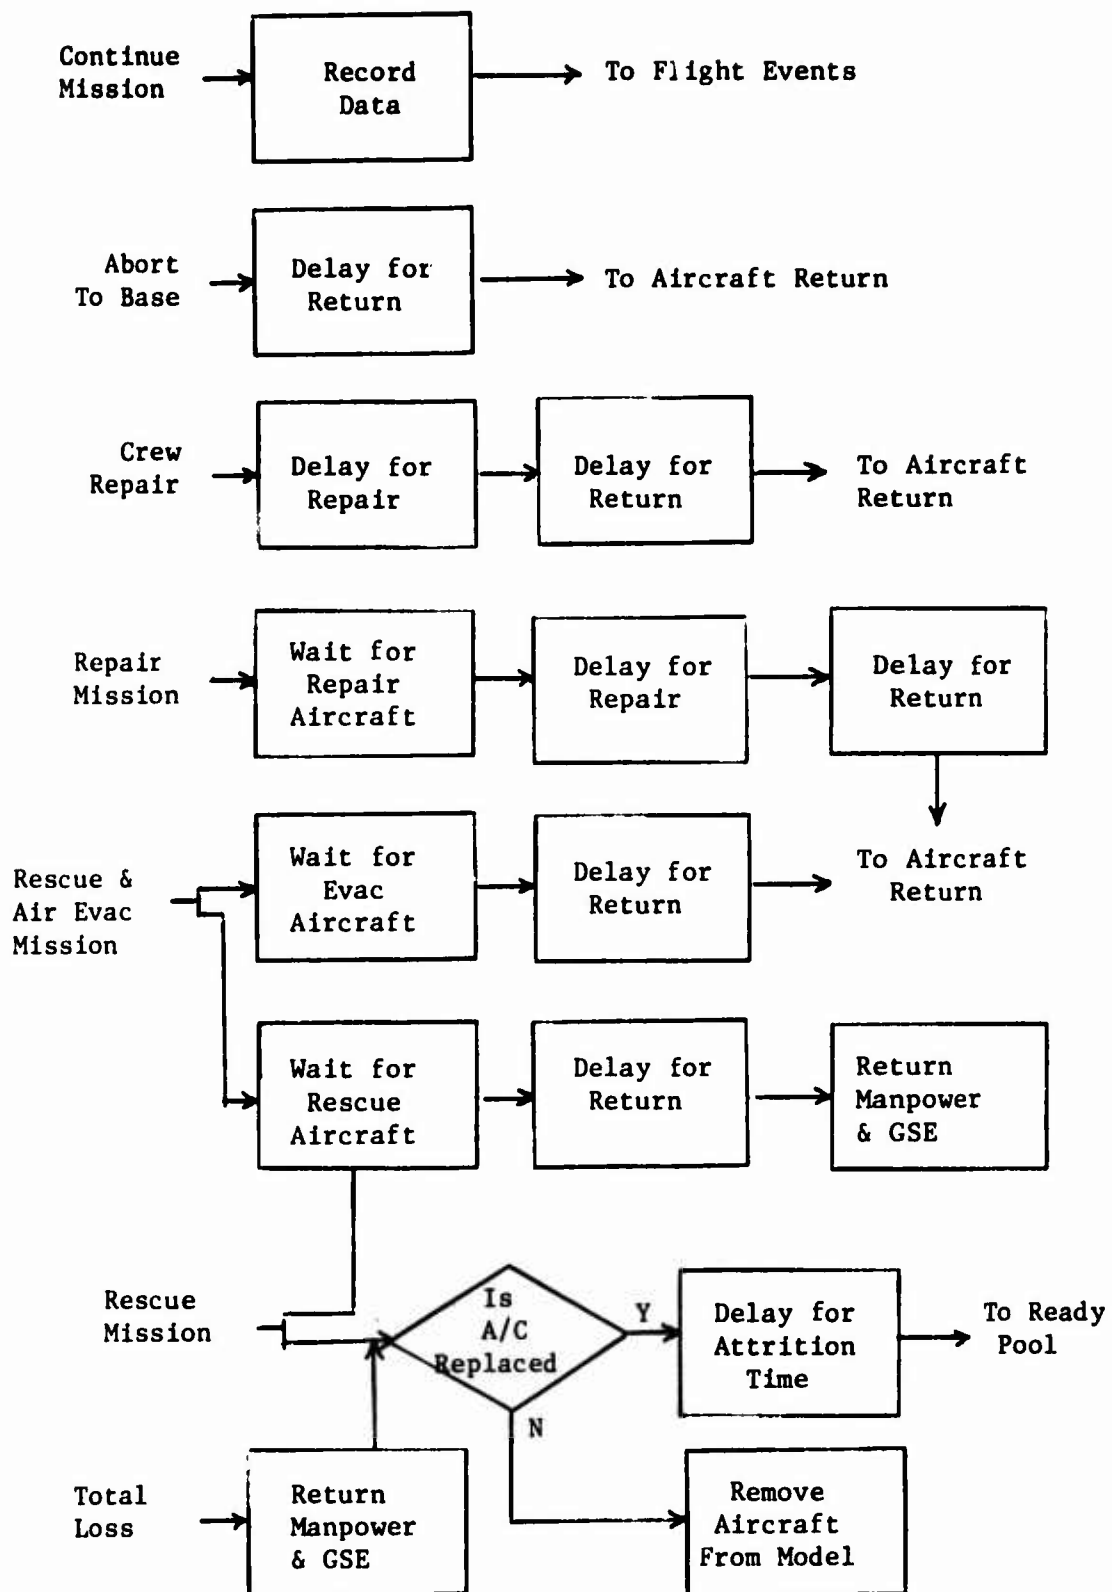 Continue
Mission
Record
Data
To Flight Events
Abort
To Base
Delay for
Return
To Aircraft Return
Crew
Repair
Delay for
Repair
Delay for
Return
To Aircraft
Return
Repair
Mission
Wait for
Repair
Aircraft
Delay for
Repair
Delay for
Return
Rescue &
Air Evac
Mission
Wait for
Evac
Aircraft
Delay for
Return
To Aircraft
Return
Wait for
Rescue
Aircraft
Delay for
Return
Return
Manpower
& GSE
Rescue
Mission
Is
A/C
Replaced
Y
Delay for
Attrition
Time
To Ready
Pool
N
Total
Loss
Return
Manpower
& GSE
Remove
Aircraft
From Model